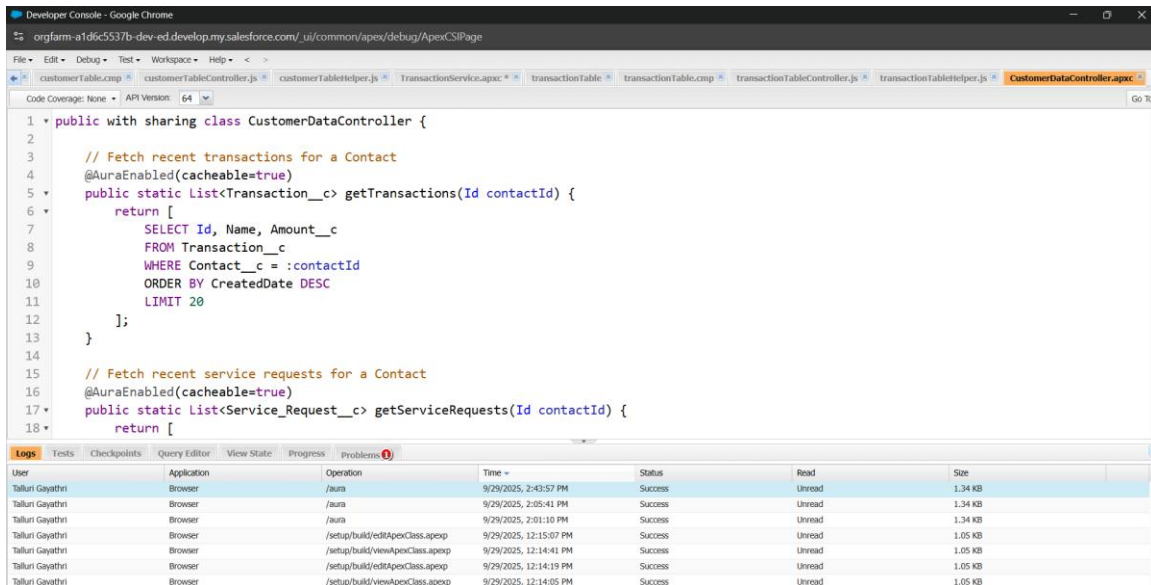 Developer Console - Google Chrome
orgfarm-a1d6c5537b-dev-ed.develop.my.salesforce.com/_ui/common/apex/debug/ApexCSIPage
File Edit Debug Test Workspace Help < >
customerTable.cmp customerTableController.js customerTableHelper.js TransactionService.apxc * transactionTable transactionTable.cmp transactionTableController.js transactionTableHelper.js CustomerDataController.apxc
Code Coverage: None API Version: 64 Go To
1 public with sharing class CustomerDataController {
2
3 // Fetch recent transactions for a Contact
4 @AuraEnabled(cacheable=true)
5 public static List<Transaction__c> getTransactions(Id contactId) {
6 return [
7 SELECT Id, Name, Amount__c
8 FROM Transaction__c
9 WHERE Contact__c = :contactId
10 ORDER BY CreatedDate DESC
11 LIMIT 20
12 ];
13 }
14
15 // Fetch recent service requests for a Contact
16 @AuraEnabled(cacheable=true)
17 public static List<Service_Request__c> getServiceRequests(Id contactId) {
18 return [
Logs Tests Checkpoints Query Editor View State Progress Problems 1
User Application Operation Time Status Read Size
Talluri Gayathri Browser /aura 9/29/2025, 2:43:57 PM Success Unread 1.34 KB
Talluri Gayathri Browser /aura 9/29/2025, 2:05:41 PM Success Unread 1.34 KB
Talluri Gayathri Browser /aura 9/29/2025, 2:01:10 PM Success Unread 1.34 KB
Talluri Gayathri Browser /setup/build/editApexClass.apexp 9/29/2025, 12:15:07 PM Success Unread 1.05 KB
Talluri Gayathri Browser /setup/build/viewApexClass.apexp 9/29/2025, 12:14:41 PM Success Unread 1.05 KB
Talluri Gayathri Browser /setup/build/editApexClass.apexp 9/29/2025, 12:14:19 PM Success Unread 1.05 KB
Talluri Gayathri Browser /setup/build/viewApexClass.apexp 9/29/2025, 12:14:05 PM Success Unread 1.05 KB